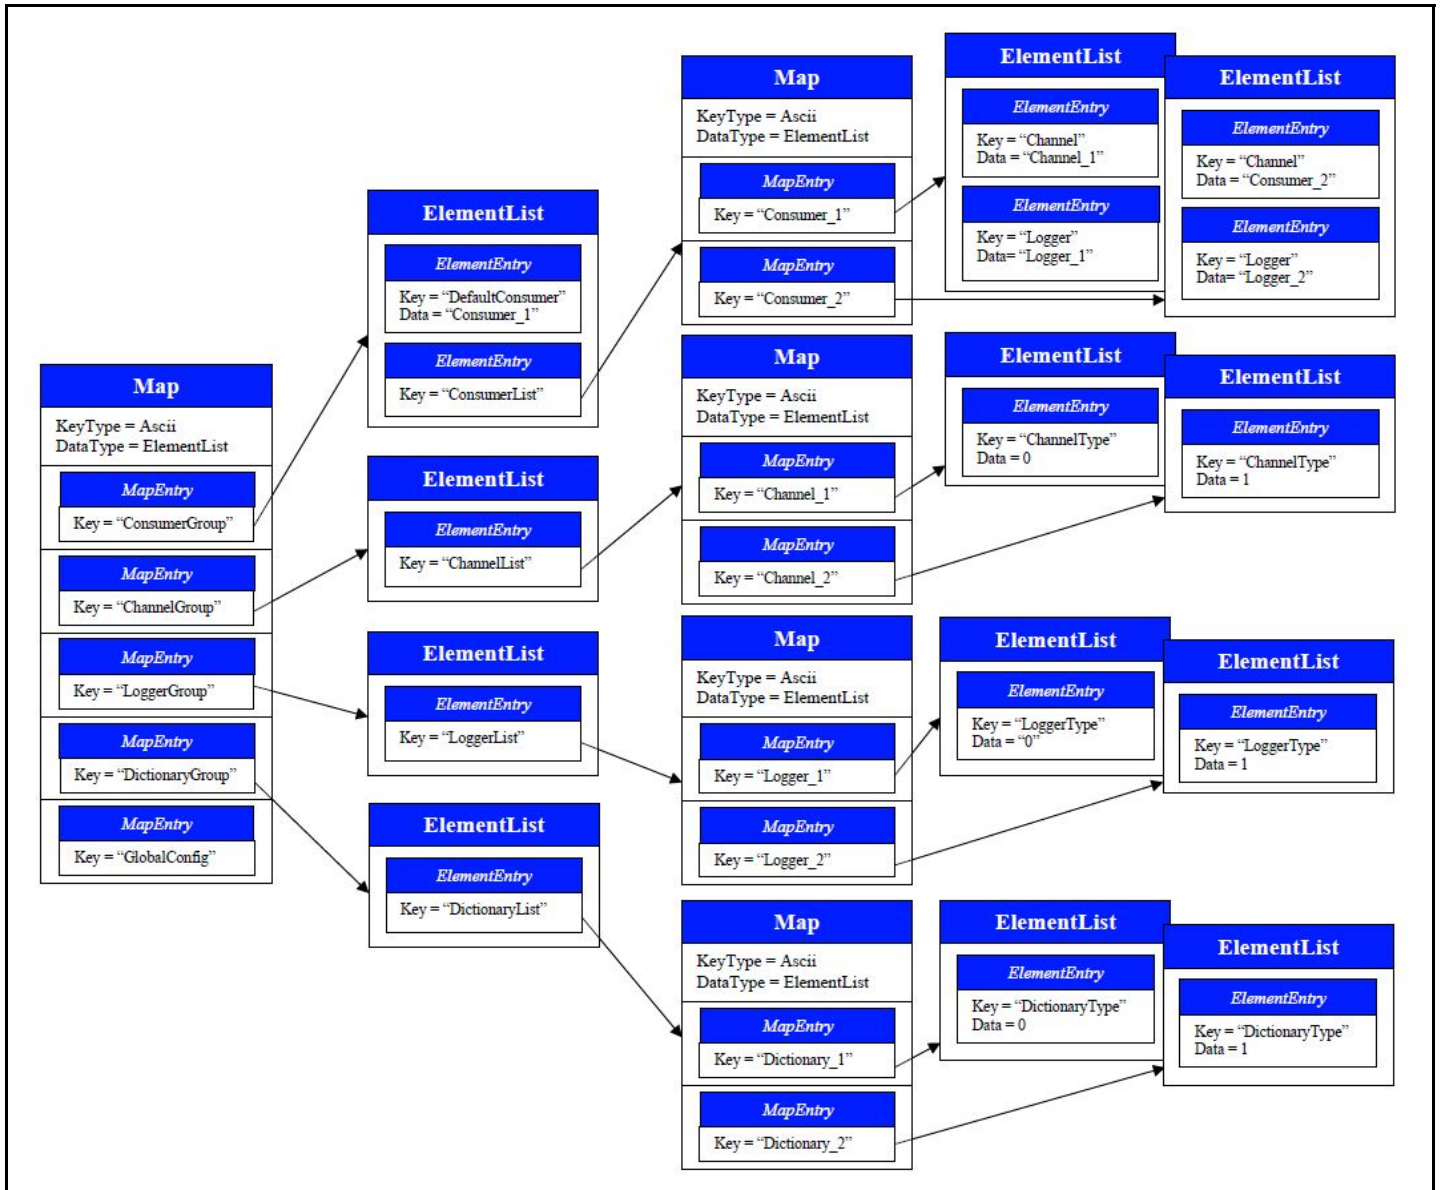 Map
KeyType = Ascii
DataType = ElementList
MapEntry
Key = “ConsumerGroup”
MapEntry
Key = “ChannelGroup”
MapEntry
Key = “LoggerGroup”
MapEntry
Key = “DictionaryGroup”
MapEntry
Key = “GlobalConfig”
ElementList
ElementEntry
Key = “DefaultConsumer”
Data = “Consumer_1”
ElementEntry
Key = “ConsumerList”
ElementList
ElementEntry
Key = “ChannelList”
ElementList
ElementEntry
Key = “LoggerList”
ElementList
ElementEntry
Key = “DictionaryList”
Map
KeyType = Ascii
DataType = ElementList
MapEntry
Key = “Consumer_1”
MapEntry
Key = “Consumer_2”
ElementList
ElementEntry
Key = “Channel”
Data = “Channel_1”
ElementEntry
Key = “Logger”
Data= “Logger_1”
ElementList
ElementEntry
Key = “Channel”
Data= “Consumer_2”
ElementEntry
Key = “Logger”
Data= “Logger_2”
Map
KeyType = Ascii
DataType = ElementList
MapEntry
Key = “Channel_1”
MapEntry
Key = “Channel_2”
ElementList
ElementEntry
Key = “ChannelType”
Data = 0
ElementList
ElementEntry
Key = “ChannelType”
Data = 1
Map
KeyType = Ascii
DataType = ElementList
MapEntry
Key = “Logger_1”
MapEntry
Key = “Logger_2”
ElementList
ElementEntry
Key = “LoggerType”
Data = “0”
ElementList
ElementEntry
Key = “LoggerType”
Data = 1
Map
KeyType = Ascii
DataType = ElementList
MapEntry
Key = “Dictionary_1”
MapEntry
Key = “Dictionary_2”
ElementList
ElementEntry
Key = “DictionaryType”
Data = 0
ElementList
ElementEntry
Key = “DictionaryType”
Data = 1